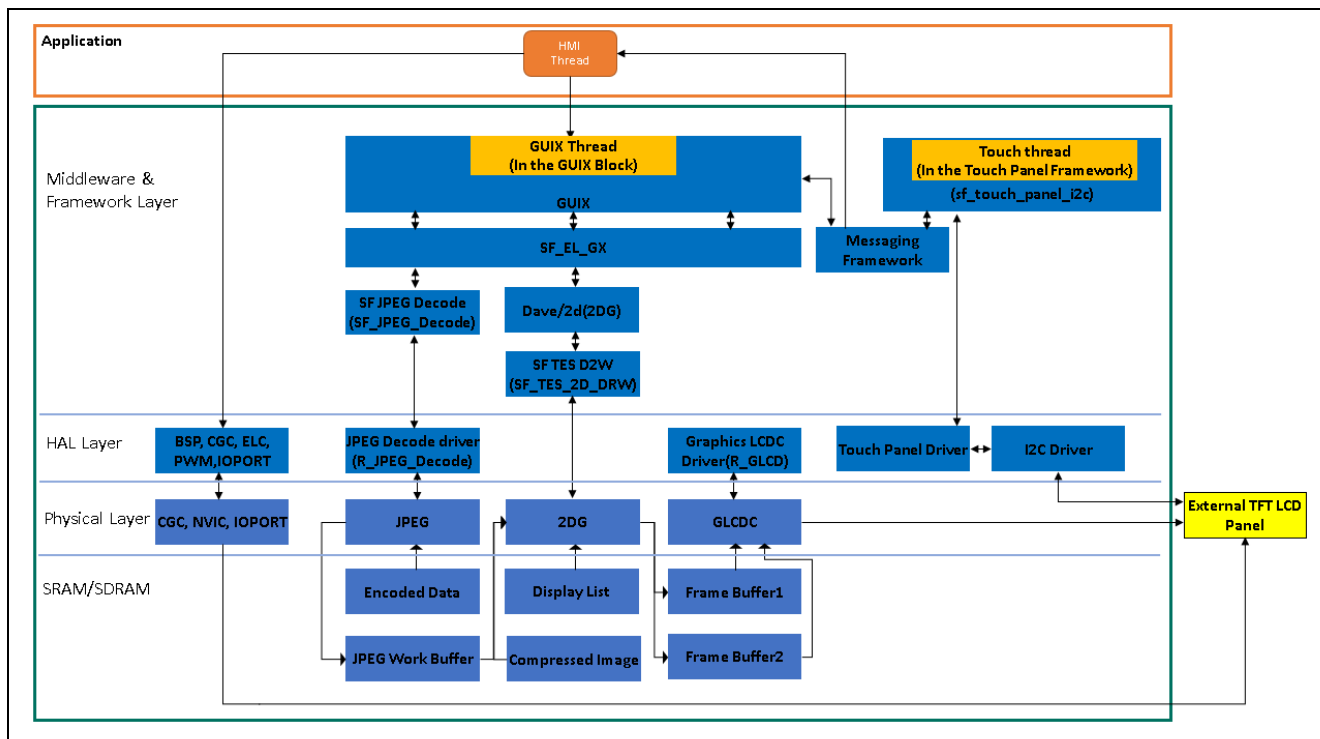 Application
HMI
Thread
Middleware &
Framework Layer
GUIX Thread
(In the GUIX Block)
GUIX
Touch thread
(In the Touch Panel Framework)
(sf_touch_panel_i2c)
SF_EL_GX
Messaging
Framework
SF JPEG Decode
(SF_JPEG_Decode)
Dave/2d(2DG)
SF TES D2W
(SF_TES_2D_DRW)
HAL Layer
BSP, CGC, ELC,
PWM,IOPORT
JPEG Decode driver
(R_JPEG_Decode)
Graphics LCDC
Driver(R_GLCD)
Touch Panel Driver
I2C Driver
Physical Layer
CGC, NVIC, IOPORT
JPEG
2DG
GLCDC
External TFT LCD
Panel
SRAM/SDRAM
Encoded Data
Display List
Frame Buffer1
JPEG Work Buffer
Compressed Image
Frame Buffer2